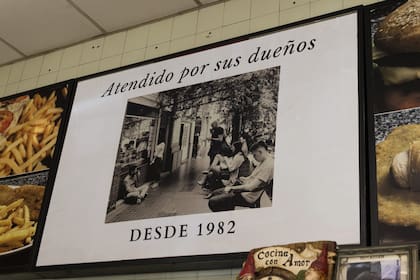 Atendido por sus dueños
DESDE 1982
Cocina
con Amor